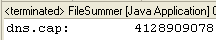 <terminated> FileSummer [Java Application] C
dns.cap: 4128909078